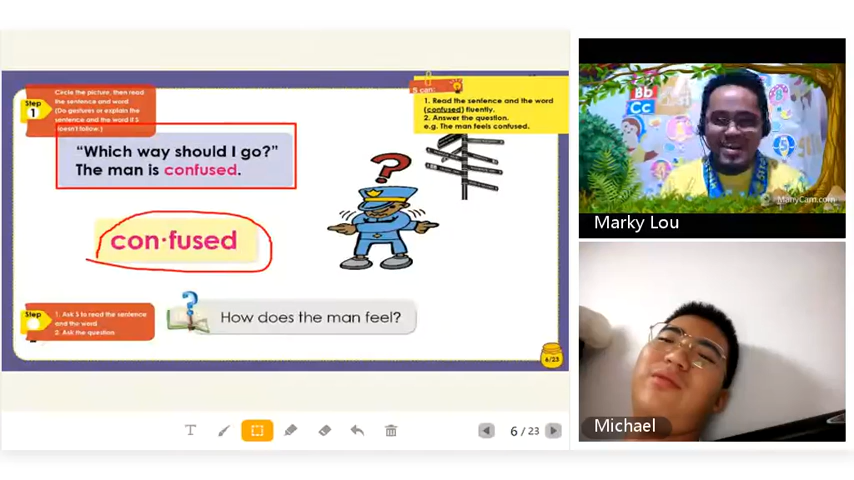 Step
1
Circle the picture, then read
the sentence and word
(Do gestures or explain the
sentence and the word if S
doesn't follow.)
S can:
1. Read the sentence and the word
(confused) fluently.
2. Answer the question.
e.g. The man feels confused.
"Which way should I go?"
The man is confused.
con·fused
Step
1. Ask S to read the sentence
and the word.
2. Ask the question
How does the man feel?
6/23
T
6 / 23
Bb
Cc
ManyCam.com
Marky Lou
Michael